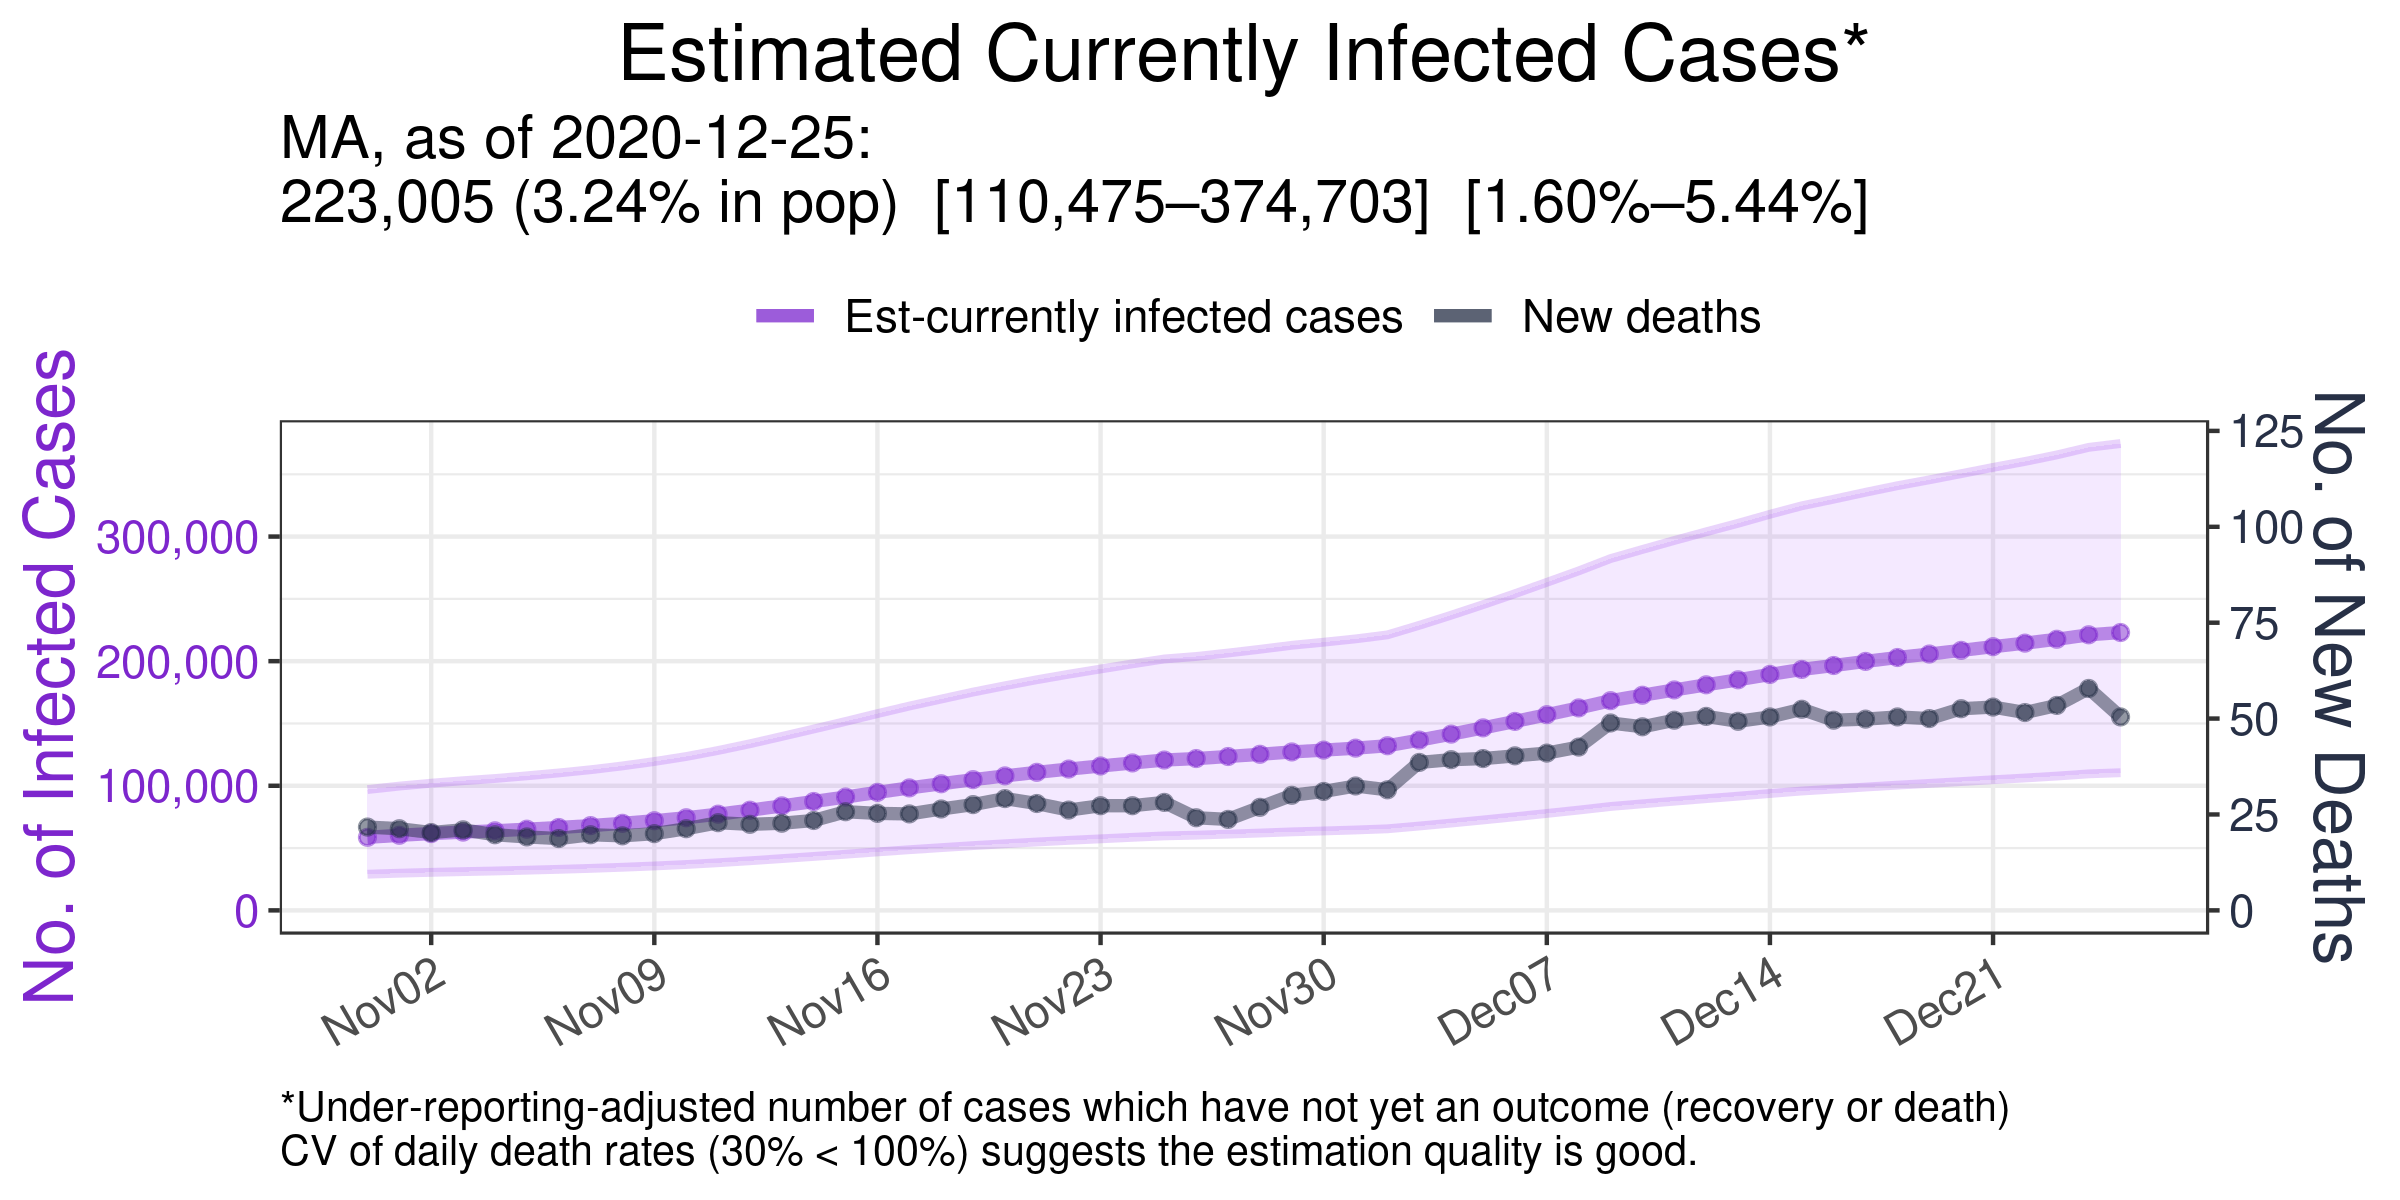 Estimated Currently Infected Cases*
MA, as of 2020-12-25:
223,005 (3.24% in pop)  [110,475–374,703]  [1.60%–5.44%]
Est-currently infected cases
New deaths
No. of Infected Cases
300,000
200,000
100,000
0
125
100
75
50
25
0
No. of New Deaths
Nov02
Nov09
Nov16
Nov23
Nov30
Dec07
Dec14
Dec21
*Under-reporting-adjusted number of cases which have not yet an outcome (recovery or death)
CV of daily death rates (30% < 100%) suggests the estimation quality is good.